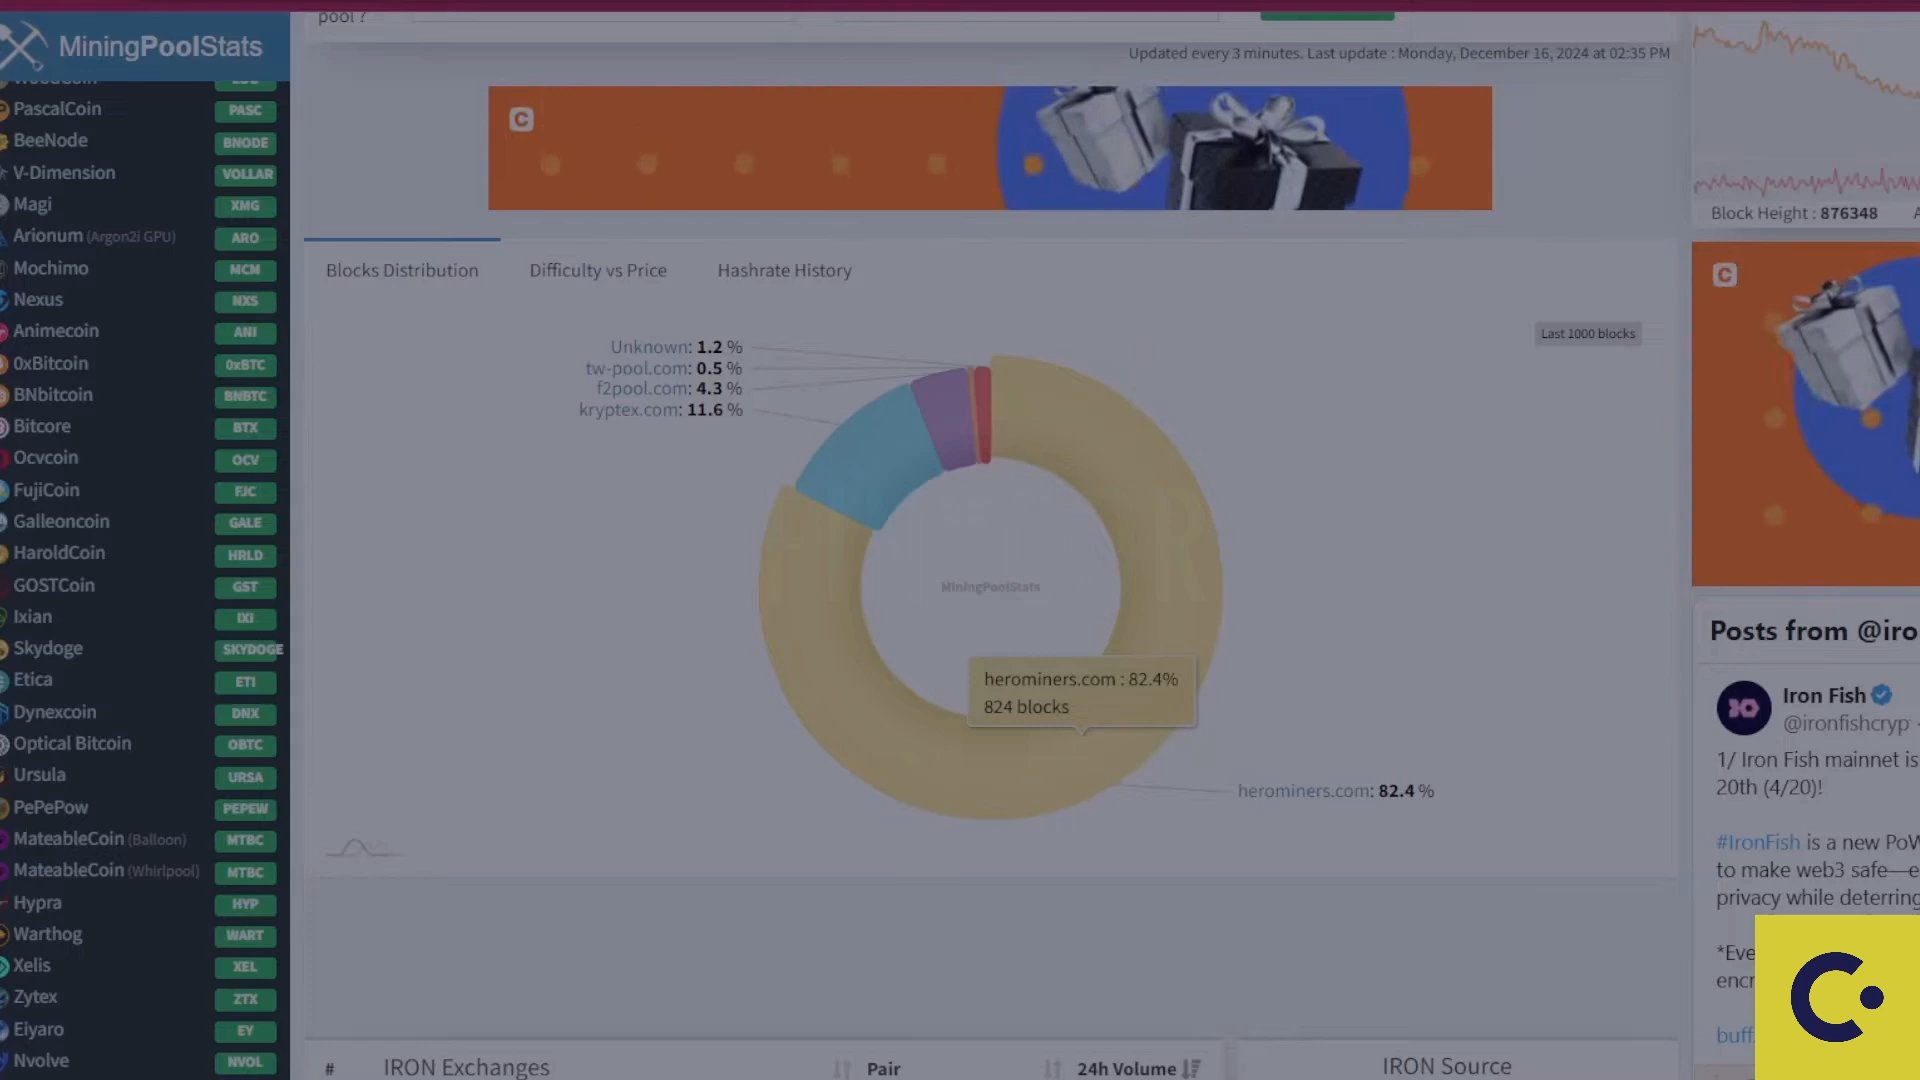 pool ?
MiningPoolStats
Updated every 3 minutes. Last update : Monday, December 16, 2024 at 02:35 PM
PascalCoin PASC
BeeNode BNODE
V-Dimension VOLLAR
Magi XMG
Arionum (Argon2i GPU) ARO
Mochimo MCM
Nexus NXS
Animecoin ANI
0xBitcoin 0xBTC
BNbitcoin BNBTC
Bitcore BTX
Ocvcoin OCV
FujiCoin FJC
Galleoncoin GALE
HaroldCoin HRLD
GOSTCoin GST
Ixian IXI
Skydoge SKYDOGE
Etica ETI
Dynexcoin DNX
Optical Bitcoin OBTC
Ursula URSA
PePePow PEPEW
MateableCoin (Balloon) MTBC
MateableCoin (Whirlpool) MTBC
Hypra HYP
Warthog WART
Xelis XEL
Zytex ZTX
Eiyaro EY
Nvolve NVOL
C
Blocks Distribution Difficulty vs Price Hashrate History
Last 1000 blocks
Unknown: 1.2 %
tw-pool.com: 0.5 %
f2pool.com: 4.3 %
kryptex.com: 11.6 %
MiningPoolStats
herominers.com : 82.4%
824 blocks
herominers.com: 82.4 %
# IRON Exchanges Pair 24h Volume
IRON Source
Block Height : 876348
C
Posts from @iro
Iron Fish
@ironfishcryp
1/ Iron Fish mainnet is
20th (4/20)!
#IronFish is a new PoW
to make web3 safe—e
privacy while deterring
*Eve
encr
buff